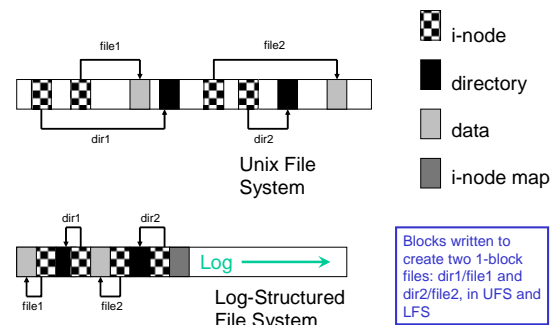 file1
file2
dir1
dir2
Unix File
System
i-node
directory
data
i-node map
dir1
dir2
Log
file1
file2
Log-Structured
File System
Blocks written to
create two 1-block
files: dir1/file1 and
dir2/file2, in UFS and
LFS